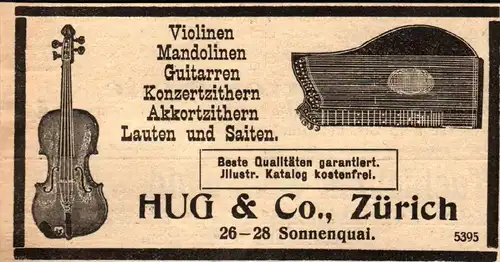 Violinen
Mandolinen
Guitarren
Konzertzithern
Akkortzithern
Lauten und Saiten.
Beste Qualitäten garantiert.
Jllustr. Katalog kostenfrei.
HUG & Co., Zürich
26-28 Sonnenquai.
5395